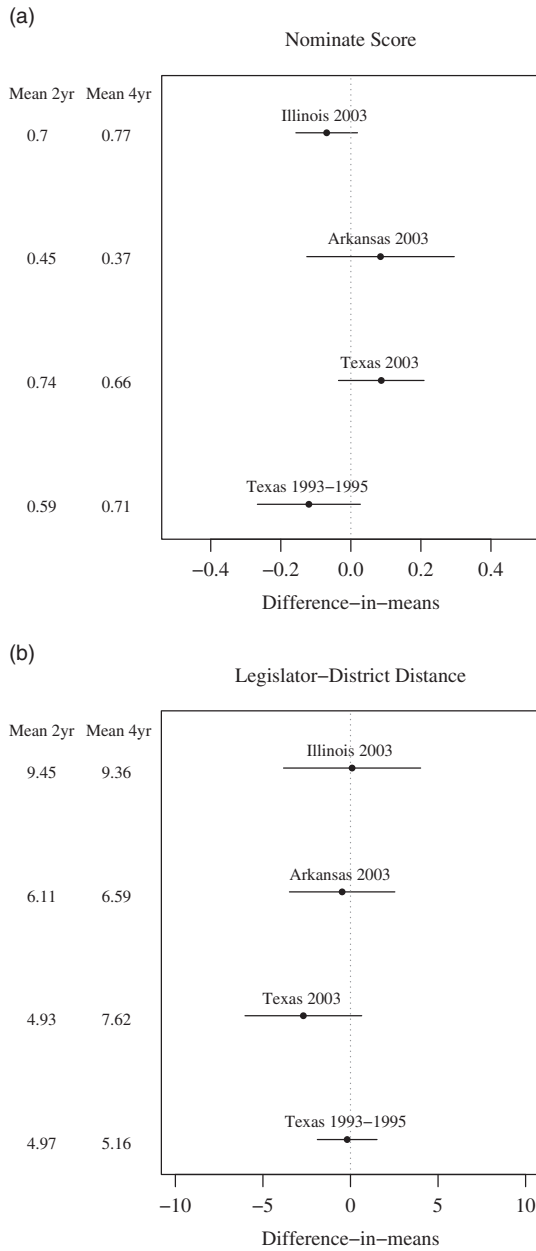 (a)
Nominate Score
Mean 2yr Mean 4yr
Illinois 2003
0.7 0.77
Arkansas 2003
0.45 0.37
Texas 2003
0.74 0.66
Texas 1993−1995
0.59 0.71
−0.4 −0.2 0.0 0.2 0.4
Difference−in−means
(b)
Legislator−District Distance
Mean 2yr Mean 4yr
Illinois 2003
9.45 9.36
Arkansas 2003
6.11 6.59
Texas 2003
4.93 7.62
Texas 1993−1995
4.97 5.16
−10 −5 0 5 10
Difference−in−means